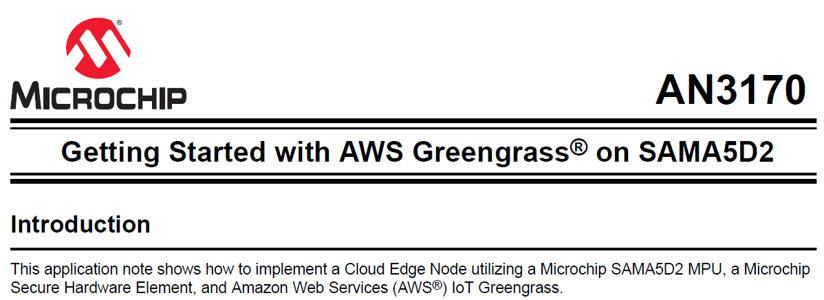 MICROCHIP
AN3170
Getting Started with AWS Greengrass® on SAMA5D2
Introduction
This application note shows how to implement a Cloud Edge Node utilizing a Microchip SAMA5D2 MPU, a Microchip
Secure Hardware Element, and Amazon Web Services (AWS®) IoT Greengrass.